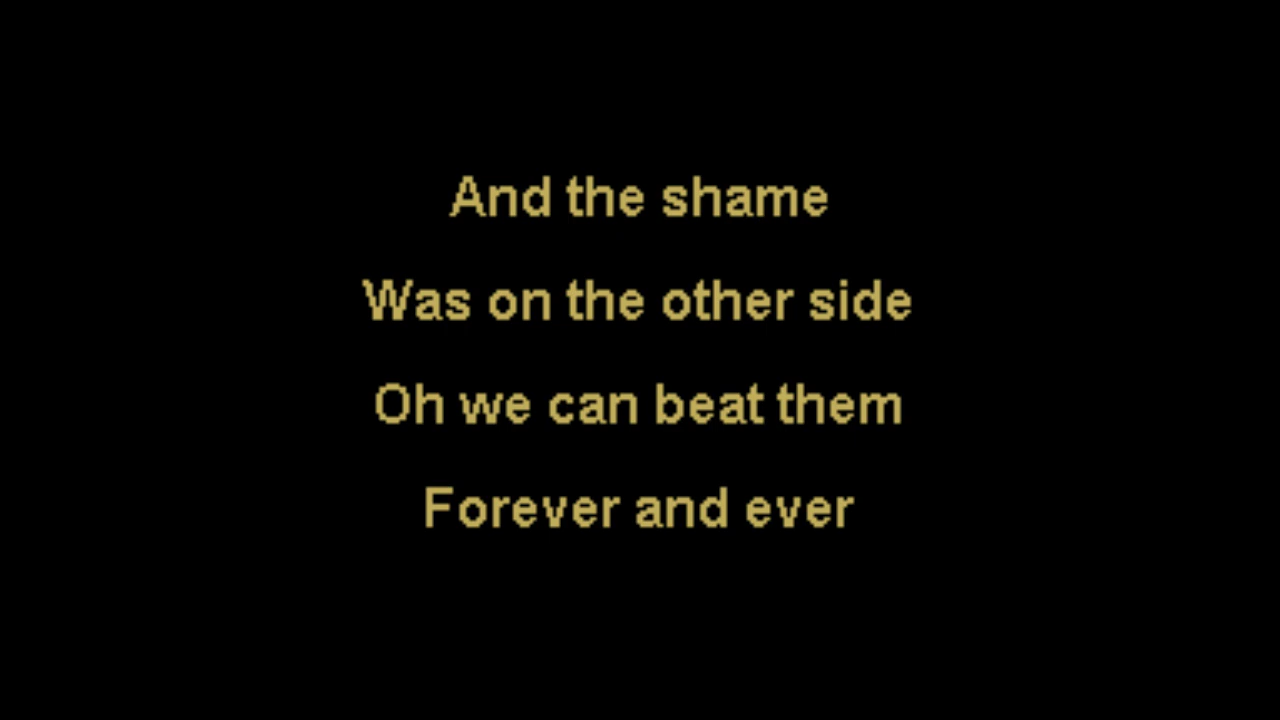 And the shame
Was on the other side
Oh we can beat them
Forever and ever